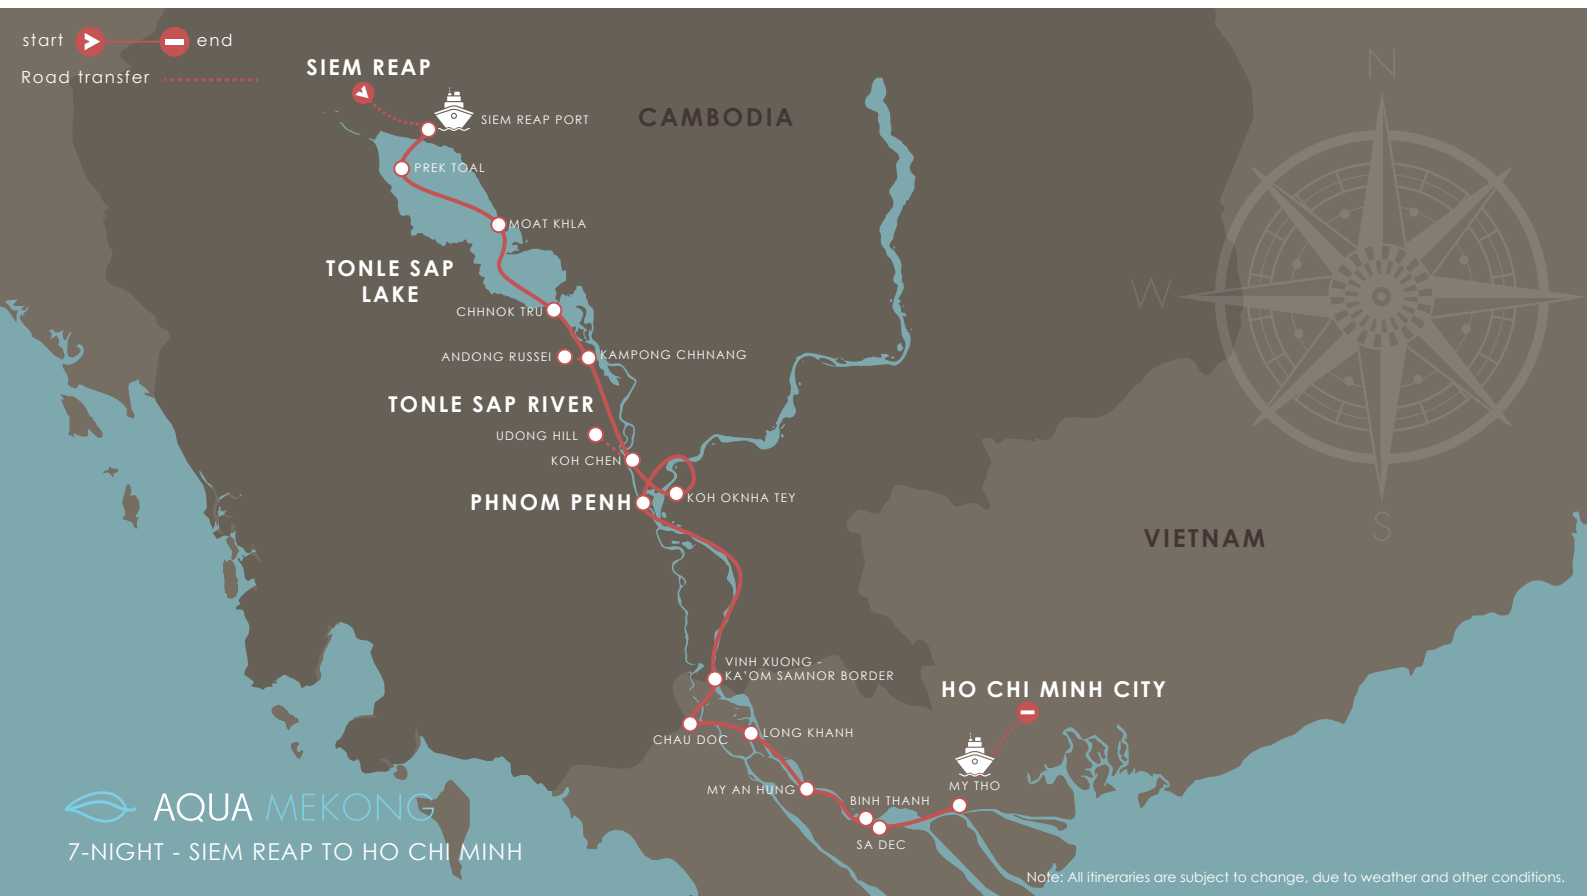 start
end
Road transfer
SIEM REAP
SIEM REAP PORT
CAMBODIA
N
PREK TOAL
MOAT KHLA
TONLE SAP
LAKE
W
CHHNOK TRU
ANDONG RUSSEI
KAMPONG CHHNANG
TONLE SAP RIVER
UDONG HILL
KOH CHEN
PHNOM PENH
KOH OKNHA TEY
S
VIETNAM
VINH XUONG -
KA'OM SAMNOR BORDER
HO CHI MINH CITY
CHAU DOC
LONG KHANH
MY AN HUNG
MY THO
BINH THANH
SA DEC
AQUA MEKONG
7-NIGHT - SIEM REAP TO HO CHI MINH
Note: All itineraries are subject to change, due to weather and other conditions.